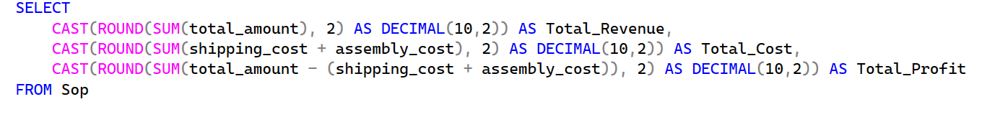 SELECT
    CAST(ROUND(SUM(total_amount), 2) AS DECIMAL(10,2)) AS Total_Revenue,
    CAST(ROUND(SUM(shipping_cost + assembly_cost), 2) AS DECIMAL(10,2)) AS Total_Cost,
    CAST(ROUND(SUM(total_amount - (shipping_cost + assembly_cost)), 2) AS DECIMAL(10,2)) AS Total_Profit
FROM Sop